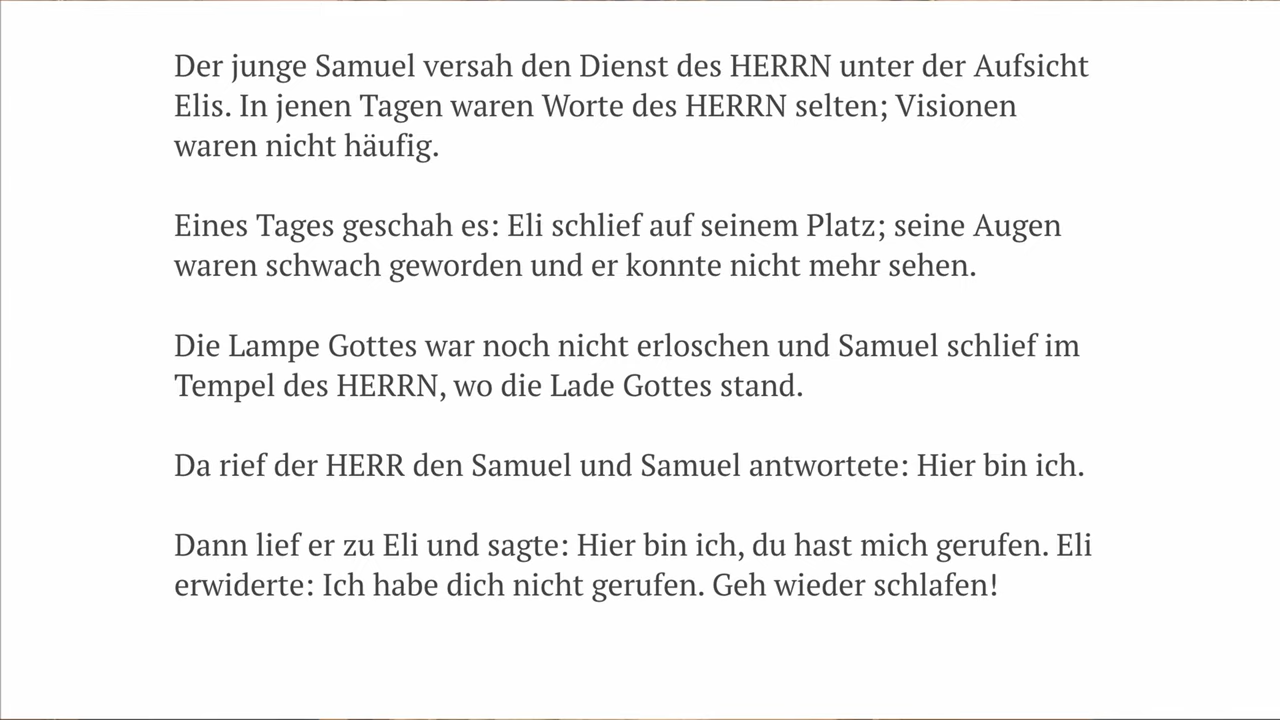 Der junge Samuel versah den Dienst des HERRN unter der Aufsicht
Elis. In jenen Tagen waren Worte des HERRN selten; Visionen
waren nicht häufig.
Eines Tages geschah es: Eli schlief auf seinem Platz; seine Augen
waren schwach geworden und er konnte nicht mehr sehen.
Die Lampe Gottes war noch nicht erloschen und Samuel schlief im
Tempel des HERRN, wo die Lade Gottes stand.
Da rief der HERR den Samuel und Samuel antwortete: Hier bin ich.
Dann lief er zu Eli und sagte: Hier bin ich, du hast mich gerufen. Eli
erwiderte: Ich habe dich nicht gerufen. Geh wieder schlafen!